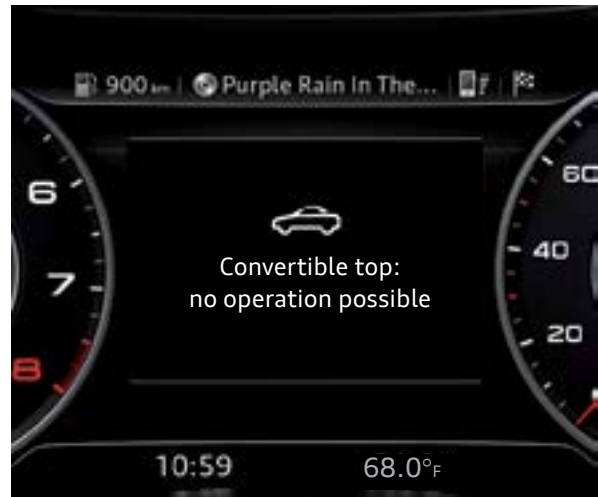 900 km Purple Rain In The...
6
7
8
60
40
20
Convertible top:
no operation possible
10:59 68.0°F